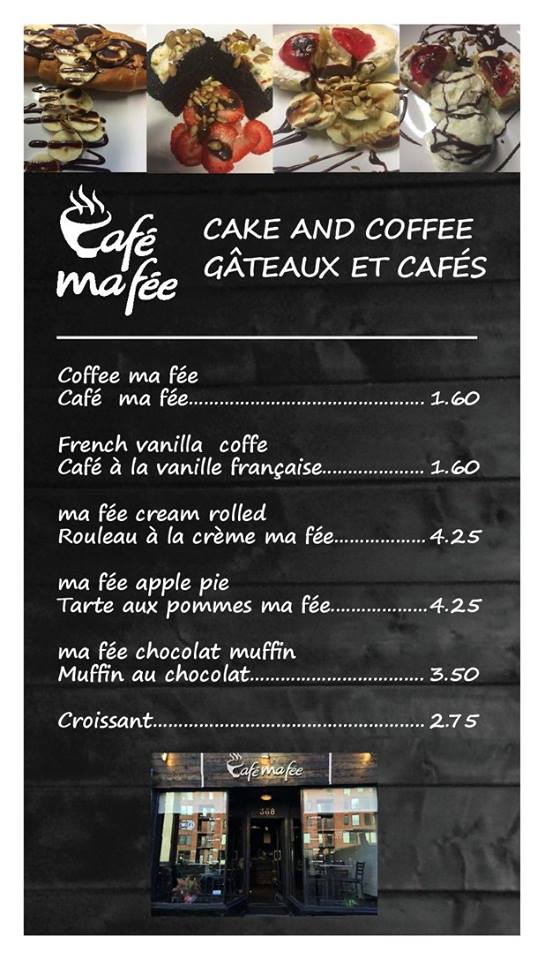 Café
ma fée
CAKE AND COFFEE
GÂTEAUX ET CAFÉS
Coffee ma fée
Café ma fée............................................. 1.60
French vanilla coffe
Café à la vanille française.................... 1.60
ma fée cream rolled
Rouleau à la crème ma fée..................4.25
ma fée apple pie
Tarte aux pommes ma fée...................4.25
ma fée chocolat muffin
Muffin au chocolat.................................. 3.50
Croissant.................................................... 2.75
Café ma fée
388